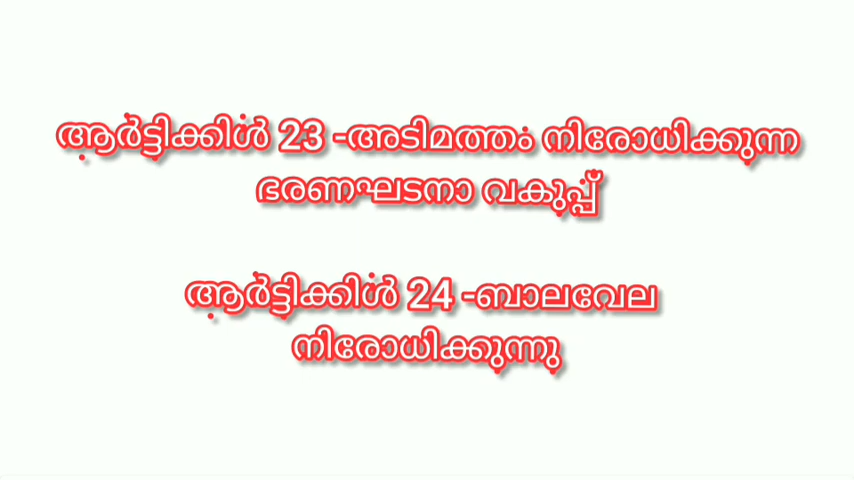 ആർട്ടിക്കിൾ 23 -അടിമത്തം നിരോധിക്കുന്ന
ഭരണഘടനാ വകുപ്പ്
ആർട്ടിക്കിൾ 24 -ബാലവേല
നിരോധിക്കുന്നു